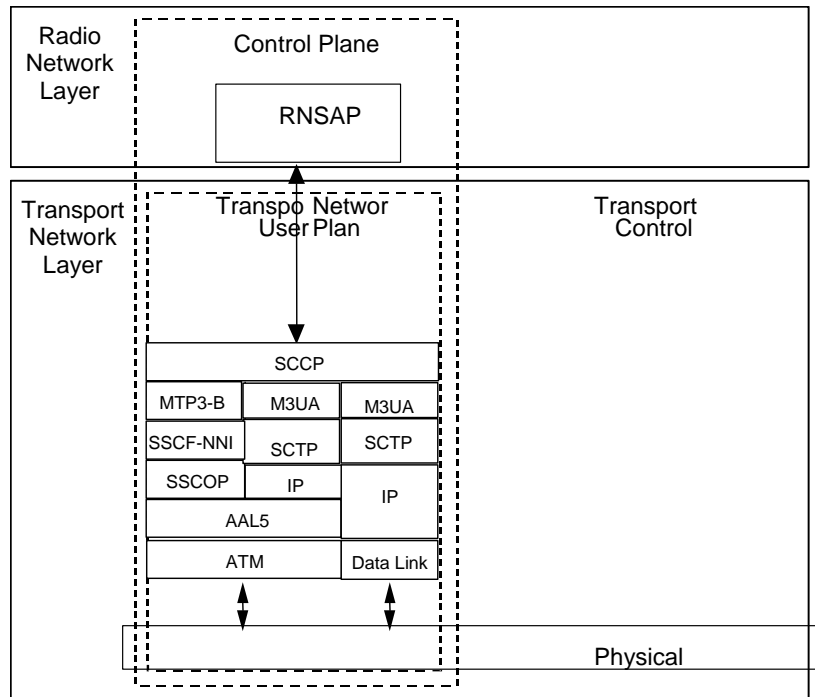 Radio
Network
Layer
Control Plane
RNSAP
Transport
Network
Layer
Transpo Networ
User Plan
Transport
Control
SCCP
MTP3-B
M3UA
M3UA
SSCF-NNI
SCTP
SCTP
SSCOP
IP
IP
AAL5
ATM
Data Link
Physical